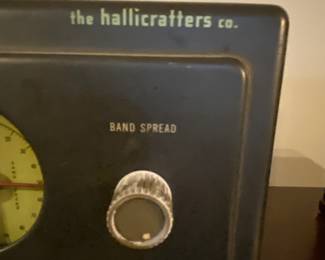 the hallicrafters co.
BAND SPREAD